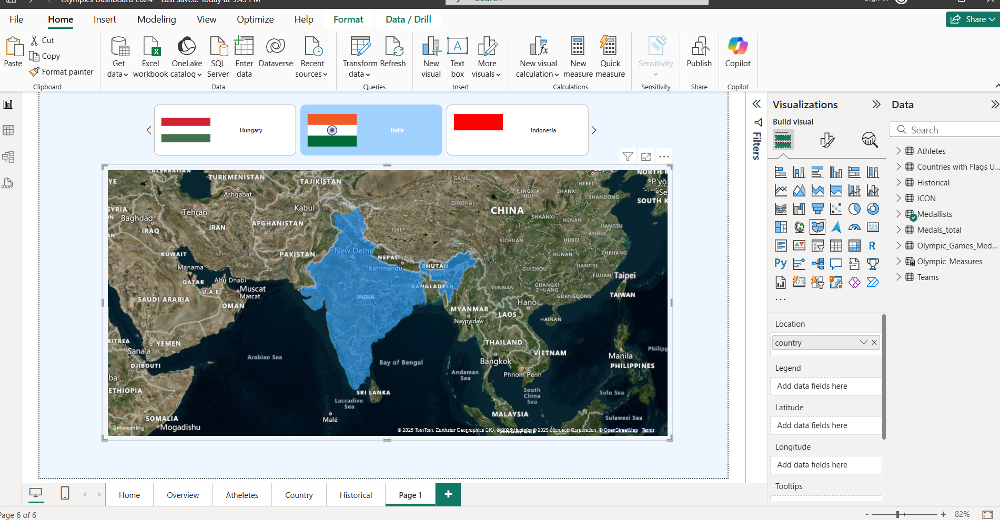 Olympics Dashboard 2024
Last saved: Today at 9:45 PM
Search
Sign in
File
Home
Insert
Modeling
View
Optimize
Help
Format
Data / Drill
Share
Paste
Cut
Copy
Format painter
Clipboard
Get data
Excel workbook
OneLake catalog
SQL Server
Enter data
Dataverse
Recent sources
Data
Transform data
Refresh
Queries
New visual
Text box
More visuals
Insert
New visual calculation
New measure
Quick measure
Calculations
Sensitivity
Sensitivity
Publish
Share
Copilot
Copilot
Hungary
India
Indonesia
AZERBAIJAN
TURKMENISTAN
TAJIKISTAN
Ashgabat
SYRIA
Baghdad
IRAQ
Tehran
IRAN
Kabul
AFGHANISTAN
KUWAIT
PAKISTAN
Manama
QATAR
Abu Dhabi
U.A.E.
Muscat
Mascat
SAUDI ARABIA
OMAN
New Delhi
NEPAL
Kathmandu
BHUTAN
BANGLADESH
INDIA
TIBET
CHINA
GANSU
QINGHAI
NINGXIA HUI
SHANXI
HEBEI
SHANDONG
SHAANXI
HENAN
JIANGSU
ANHUI
SICHUAN
HUBEI
ZHEJIANG
HUNAN
JIANGXI
GUIZHOU
FUJIAN
Taipei
YUNNAN
GUANGXI ZHUANG
GUANGDONG
TAIWAN
NORTH K
P'yo
Se
SOUTH K
MYANMAR
Naypyidaw
Hanoi
LAOS
HAINAN
THAILAND
Bangkok
VIETNAM
Phnom Penh
Manila
PHILIPPINES
Philipp
RITREA
Sana'a
YEMEN
DJIBOUTI
ba
ETHIOPIA
SOMALIA
Mogadishu
Arabian Sea
Bay of Bengal
Andaman Sea
SRI LANKA
Laccadive Sea
Malé
South China Sea
Sulu Sea
MALAYSIA
Sulawesi Sea
SINGAPORE
Microsoft Bing
© 2025 TomTom, Earthstar Geographics SIO, © 2025 NavInfo, © 2025 Microsoft Corporation, © OpenStreetMap Terms
Filters
Visualizations
Build visual
Location
country
Legend
Add data fields here
Latitude
Add data fields here
Longitude
Add data fields here
Tooltips
Data
Search
Athletes
Countries with Flags U...
Historical
ICON
Medallists
Medals_total
Olympic_Games_Med...
Olympic_Measures
Teams
Home
Overview
Atheletes
Country
Historical
Page 1
Page 6 of 6
82%